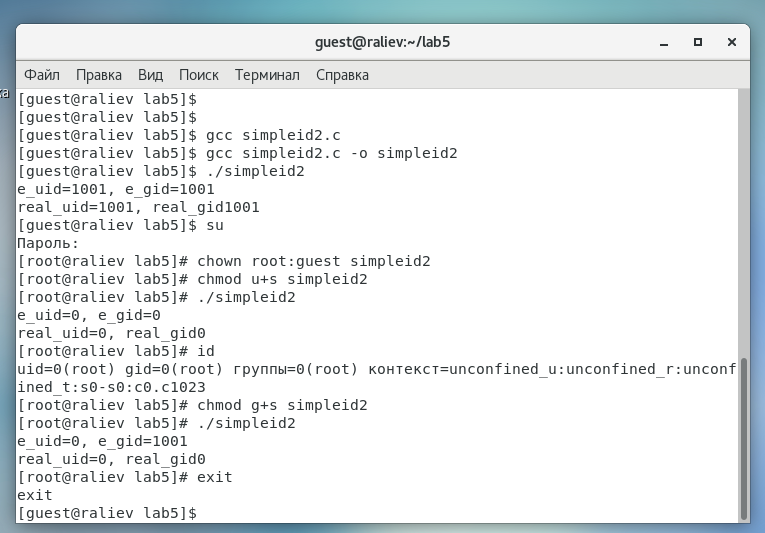 guest@raliev:~/lab5
Файл Правка Вид Поиск Терминал Справка
ка
[guest@raliev lab5]$
[guest@raliev lab5]$
[guest@raliev lab5]$ gcc simpleid2.c
[guest@raliev lab5]$ gcc simpleid2.c -o simpleid2
[guest@raliev lab5]$ ./simpleid2
e_uid=1001, e_gid=1001
real_uid=1001, real_gid1001
[guest@raliev lab5]$ su
Пароль:
[root@raliev lab5]# chown root:guest simpleid2
[root@raliev lab5]# chmod u+s simpleid2
[root@raliev lab5]# ./simpleid2
e_uid=0, e_gid=0
real_uid=0, real_gid0
[root@raliev lab5]# id
uid=0(root) gid=0(root) группы=0(root) контекст=unconfined_u:unconfined_r:unconf
ined_t:s0-s0:c0.c1023
[root@raliev lab5]# chmod g+s simpleid2
[root@raliev lab5]# ./simpleid2
e_uid=0, e_gid=1001
real_uid=0, real_gid0
[root@raliev lab5]# exit
exit
[guest@raliev lab5]$